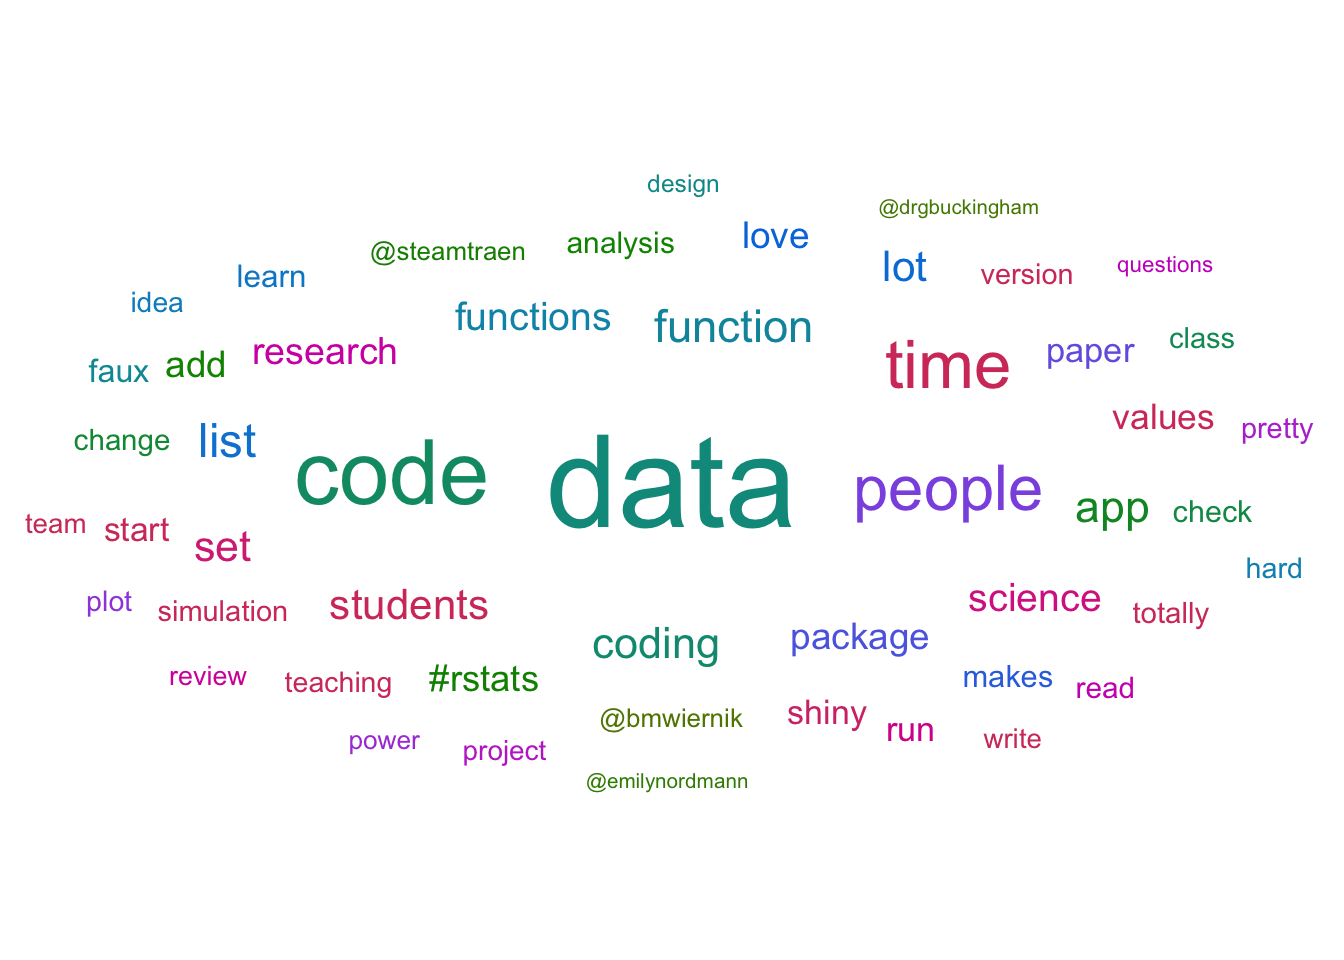 design
@drgbuckingham
love
analysis
@steamtraen
lot
version
questions
learn
idea
functions
function
class
research
add
faux
time
paper
values
pretty
change
list
code
data
people
app
check
team
start
set
hard
plot
simulation
students
science
totally
coding
package
review
teaching
#rstats
makes
read
@bmwiernik
shiny
run
write
power
project
@emilynordmann